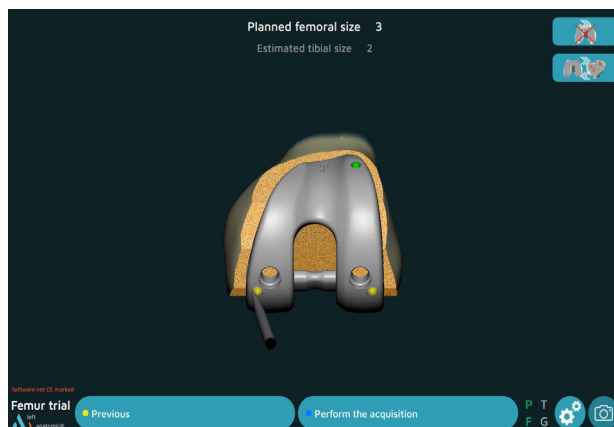 Planned femoral size 3
Estimated tibial size 2
3
Software not CE marked
Femur trial
left
anatomic®
Previous
Perform the acquisition
P T
F G